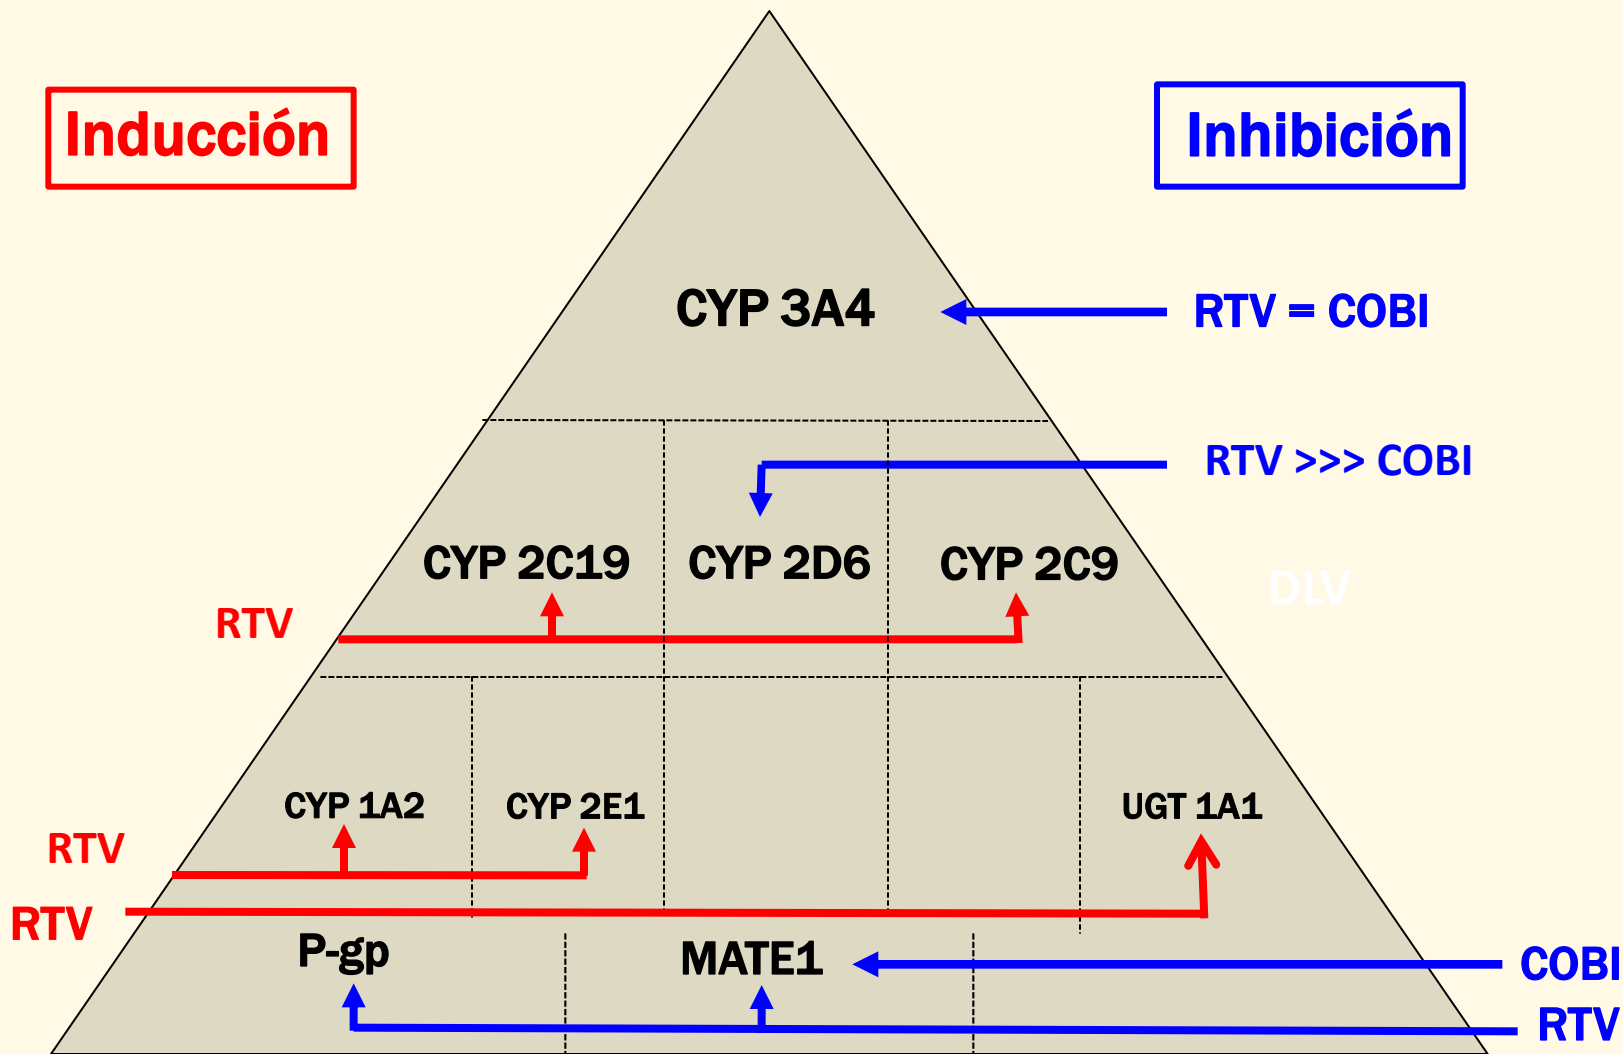 Inducción
Inhibición
CYP 3A4
RTV = COBI
RTV >>> COBI
CYP 2C19
CYP 2D6
CYP 2C9
DLV
RTV
CYP 1A2
CYP 2E1
UGT 1A1
RTV
RTV
P-gp
MATE1
COBI
RTV